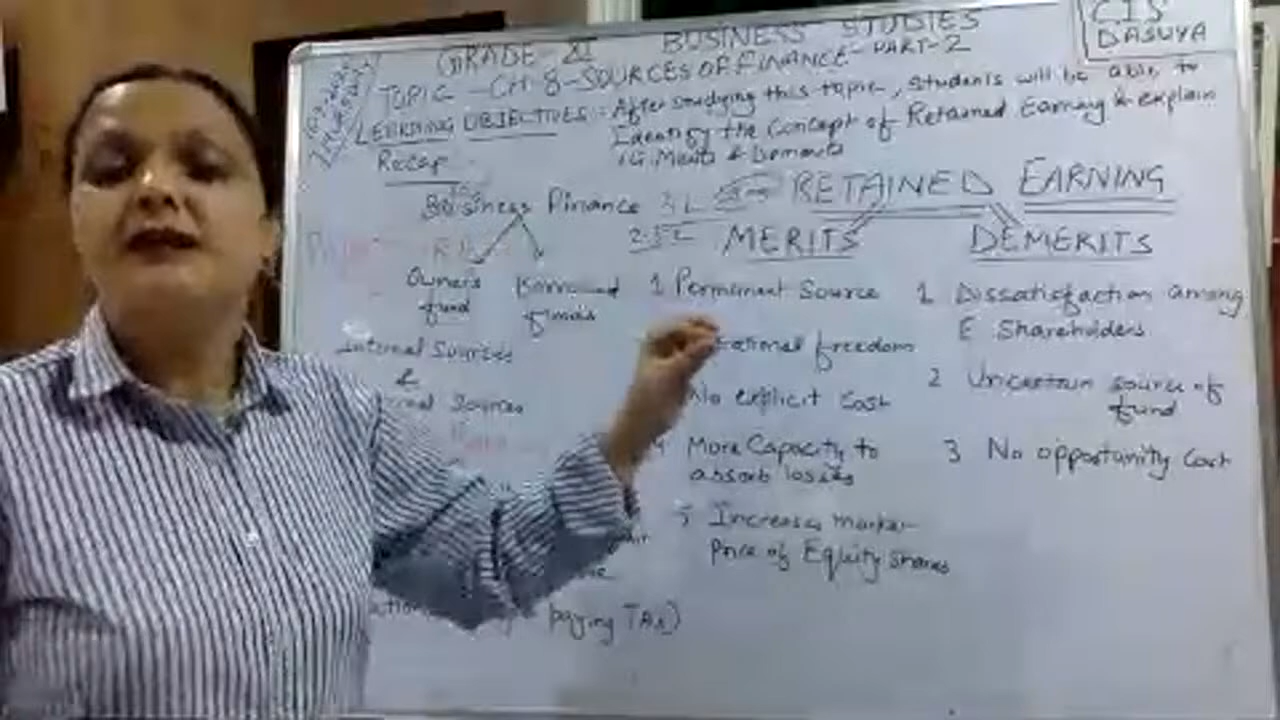 GRADE-XI BUSINESS STUDIES
CIS
DASUYA
TOPIC - CH-8-SOURCES OF FINANCE-PART-2
LEARNING OBJECTIVES: After studying this topic, students will be able to
Identify the concept of Retained Earning & explain
Merits & Demerits
Recap
Business Finance
Owner's
fund
Borrowed
funds
Internal Sources
&
Sources
paying TAX)
RETAINED EARNING
MERITS
1 Permanent Source
freedom
No explicit cost
More Capacity to
assorb losses
5 Increases market
Price of Equity shares
DEMERITS
1 Dissatisfaction among
E Shareholders
2 Uncertain source of
fund
3 No opportunity Cost